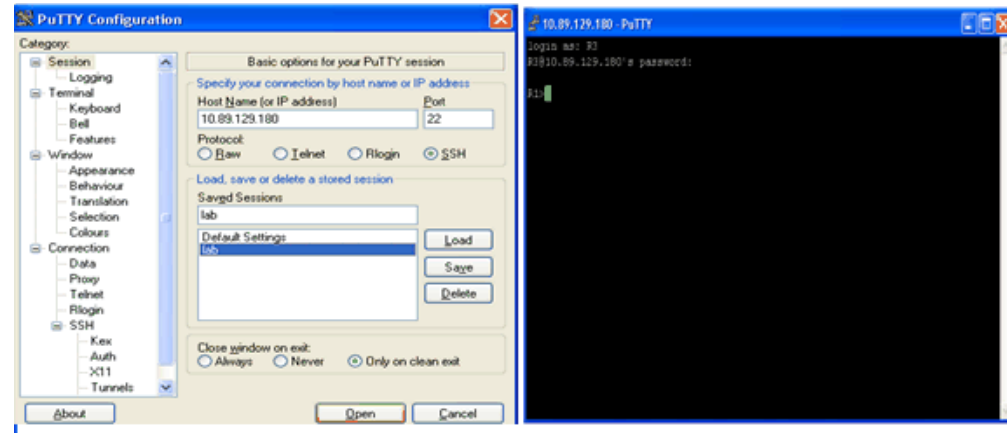 PuTTY Configuration
Category:
Session
Logging
Terminal
Keyboard
Bell
Features
Window
Appearance
Behaviour
Translation
Selection
Colours
Connection
Data
Proxy
Telnet
Rlogin
SSH
Kex
Auth
X11
Tunnels
Basic options for your PuTTY session
Specify your connection by host name or IP address
Host Name (or IP address) Port
10.89.129.180 22
Protocol:
Raw Telnet Rlogin SSH
Load, save or delete a stored session
Saved Sessions
lab
Default Settings
lab
Load
Save
Delete
Close window on exit:
Always Never Only on clean exit
About Open Cancel
10.89.129.180 - PuTTY
login as: R3
R3@10.89.129.180's password:
R1>